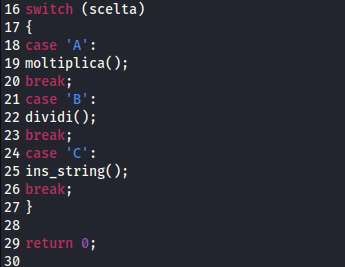 16 switch (scelta)
17 {
18 case 'A':
19 moltiplica();
20 break;
21 case 'B':
22 dividi();
23 break;
24 case 'C':
25 ins_string();
26 break;
27 }
28
29 return 0;
30